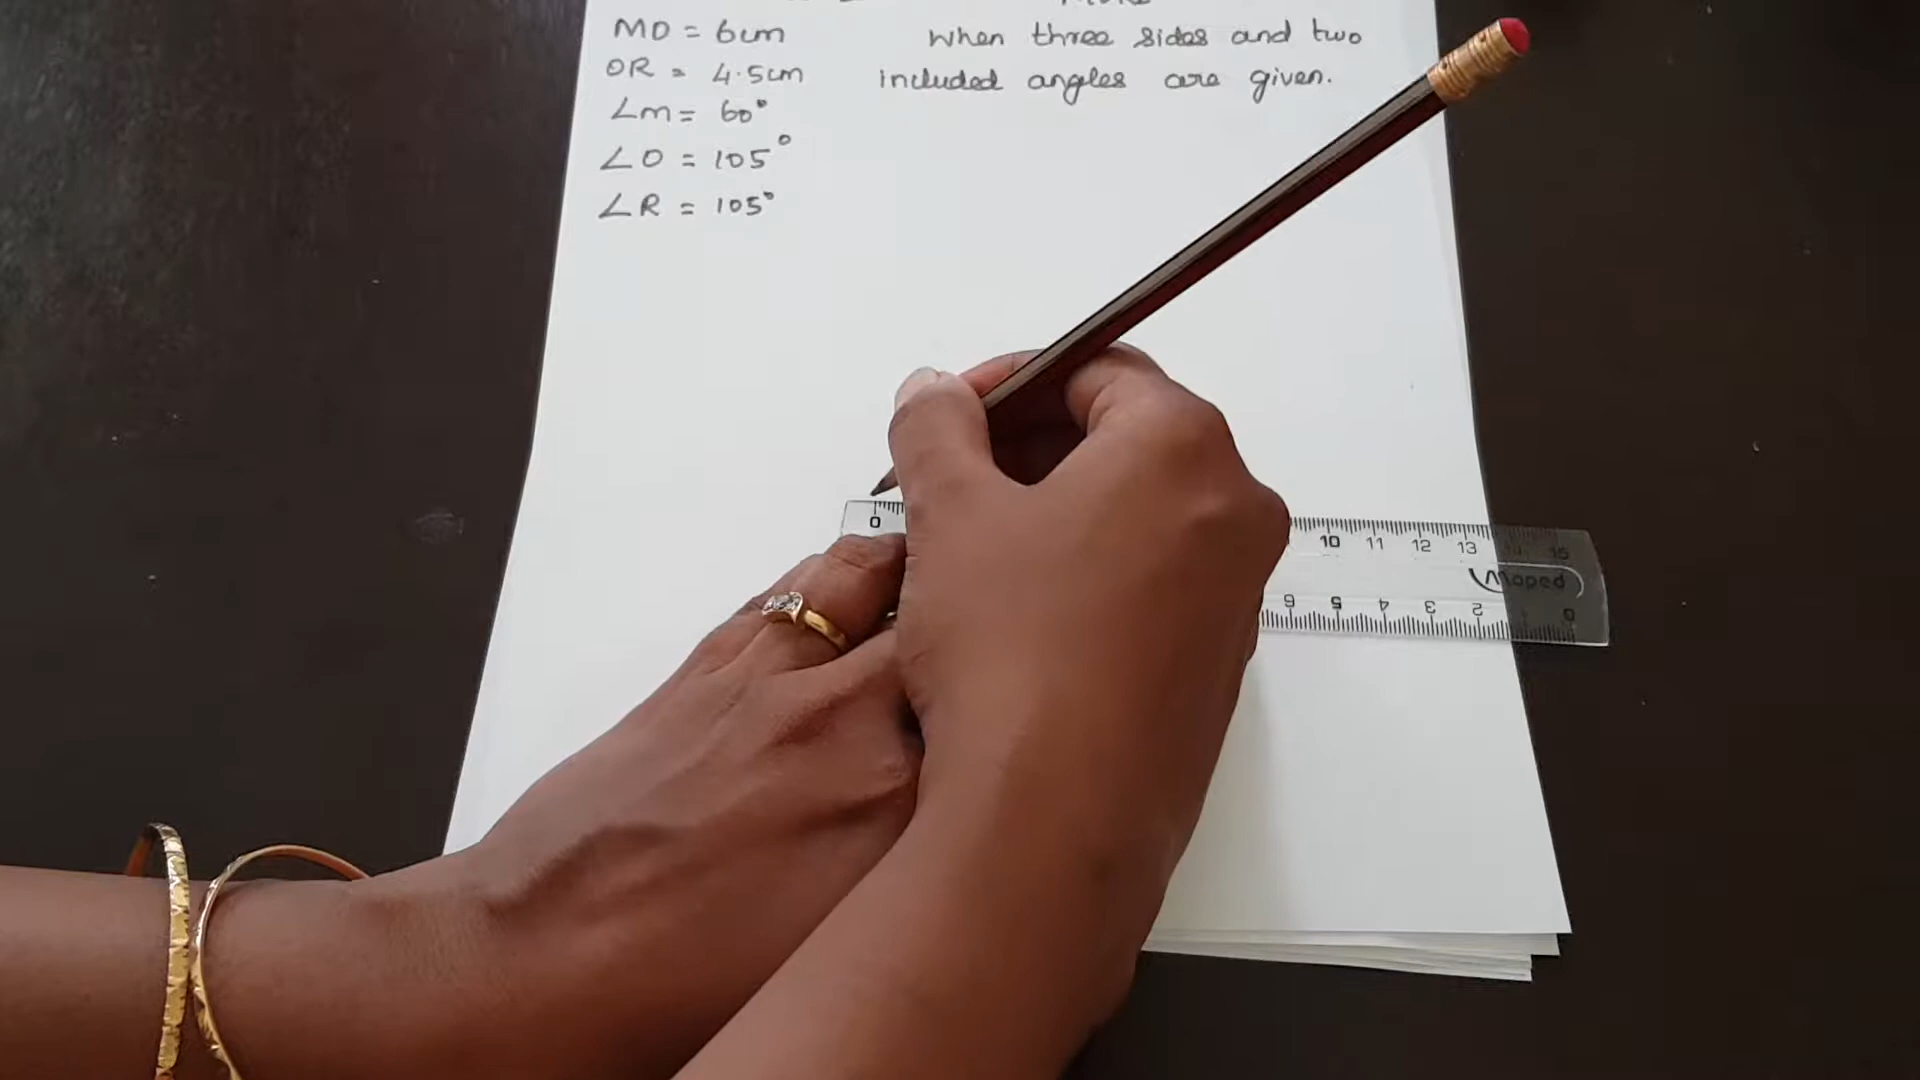 MO = 6cm
OR = 4.5cm
∠m = 60°
∠O = 105°
∠R = 105°
when three sides and two
included angles are given.
0
10 11 12 13 15
Maped
6 5 4 3 2 0